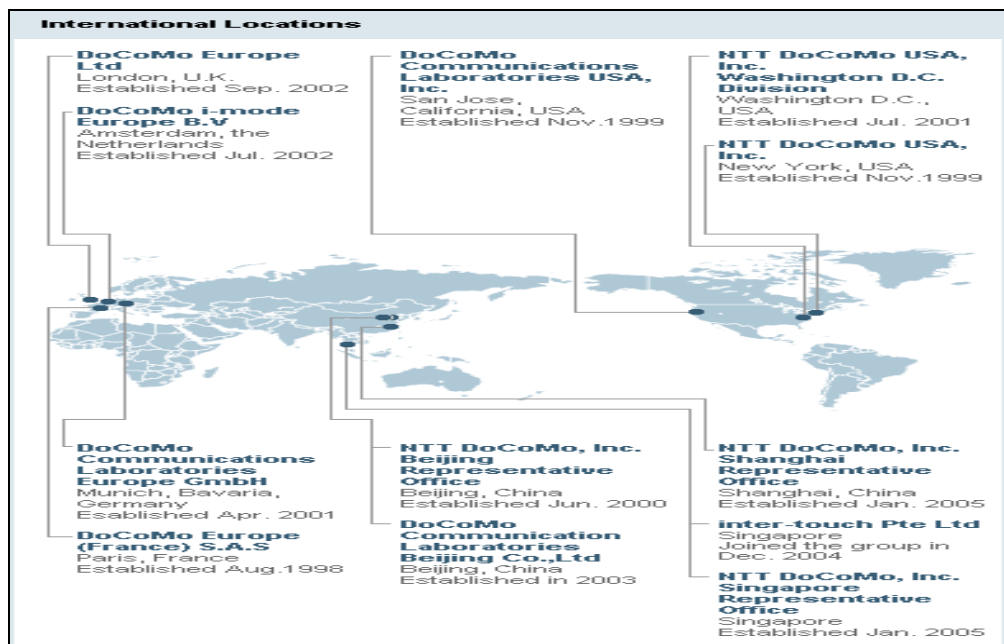 International Locations
DoCoMo Europe
Ltd
London, U.K.
Established Sep. 2002
DoCoMo i-mode
Europe B.V
Amsterdam, the
Netherlands
Established Jul. 2002
DoCoMo
Communications
Laboratories USA,
Inc.
San Jose,
California, USA
Established Nov.1999
NTT DoCoMo USA,
Inc.
Washington D.C.
Division
Washington D.C.,
USA
Established Jul. 2001
NTT DoCoMo USA,
Inc.
New York, USA
Established Nov.1999
DoCoMo
Communications
Laboratories
Europe GmbH
Munich, Bavaria,
Germany
Esablished Apr. 2001
DoCoMo Europe
(France) S.A.S
Paris, France
Established Aug.1998
NTT DoCoMo, Inc.
Beijing
Representative
Office
Beijing, China
Established Jun. 2000
DoCoMo
Communication
Laboratories
Beijing Co.,Ltd
Beijing, China
Established in 2003
NTT DoCoMo, Inc.
Shanghai
Representative
Office
Shanghai, China
Established Jan. 2005
inter-touch Pte Ltd
Singapore
Joined the group in
Dec. 2004
NTT DoCoMo, Inc.
Singapore
Representative
Office
Singapore
Established Jan. 2005